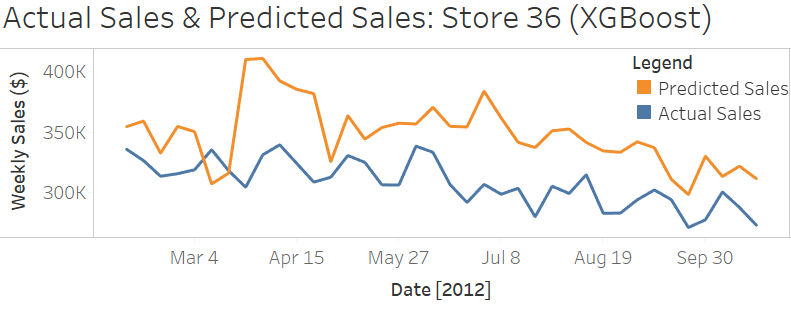 Actual Sales & Predicted Sales: Store 36 (XGBoost)
Legend
Predicted Sales
Actual Sales
Weekly Sales ($)
400K
350K
300K
Mar 4 Apr 15 May 27 Jul 8 Aug 19 Sep 30
Date [2012]